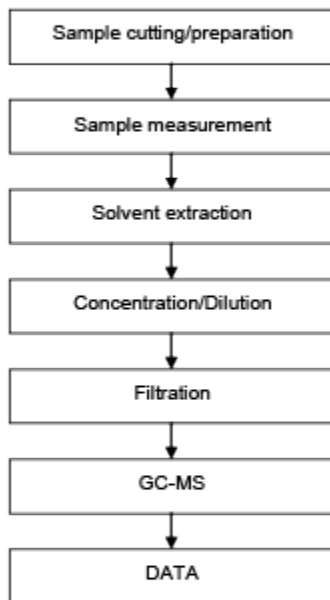 Sample cutting/preparation
Sample measurement
Solvent extraction
Concentration/Dilution
Filtration
GC-MS
DATA